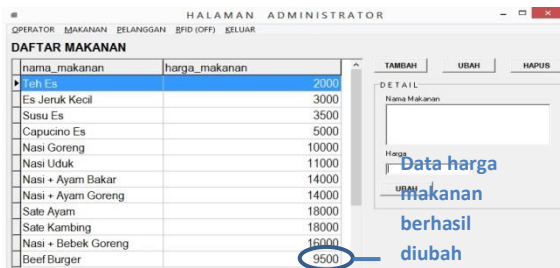 HALAMAN ADMINISTRATOR
OPERATOR MAKANAN PELANGGAN RFID (OFF) KELUAR
DAFTAR MAKANAN
nama_makanan harga_makanan
Teh Es 2000
Es Jeruk Kecil 3000
Susu Es 3500
Capucino Es 5000
Nasi Goreng 10000
Nasi Uduk 11000
Nasi + Ayam Bakar 14000
Nasi + Ayam Goreng 14000
Sate Ayam 18000
Sate Kambing 18000
Nasi + Bebek Goreng 16000
Beef Burger 9500
TAMBAH UBAH HAPUS
DETAIL
Nama Makanan
Harga
UBAH
Data harga
makanan
berhasil
diubah